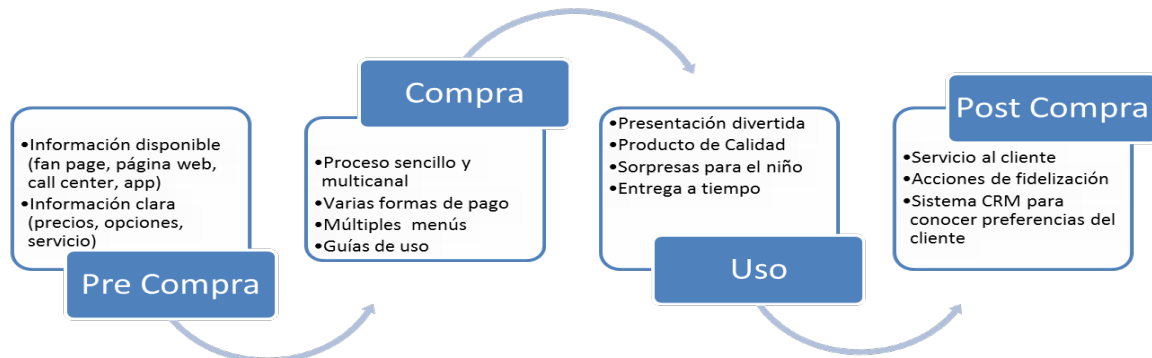 •Información disponible
(fan page, página web,
call center, app)
•Información clara
(precios, opciones,
servicio)
Pre Compra
Compra
•Proceso sencillo y
multicanal
•Varias formas de pago
•Múltiples menús
•Guías de uso
•Presentación divertida
•Producto de Calidad
•Sorpresas para el niño
•Entrega a tiempo
Uso
Post Compra
•Servicio al cliente
•Acciones de fidelización
•Sistema CRM para
conocer preferencias del
cliente